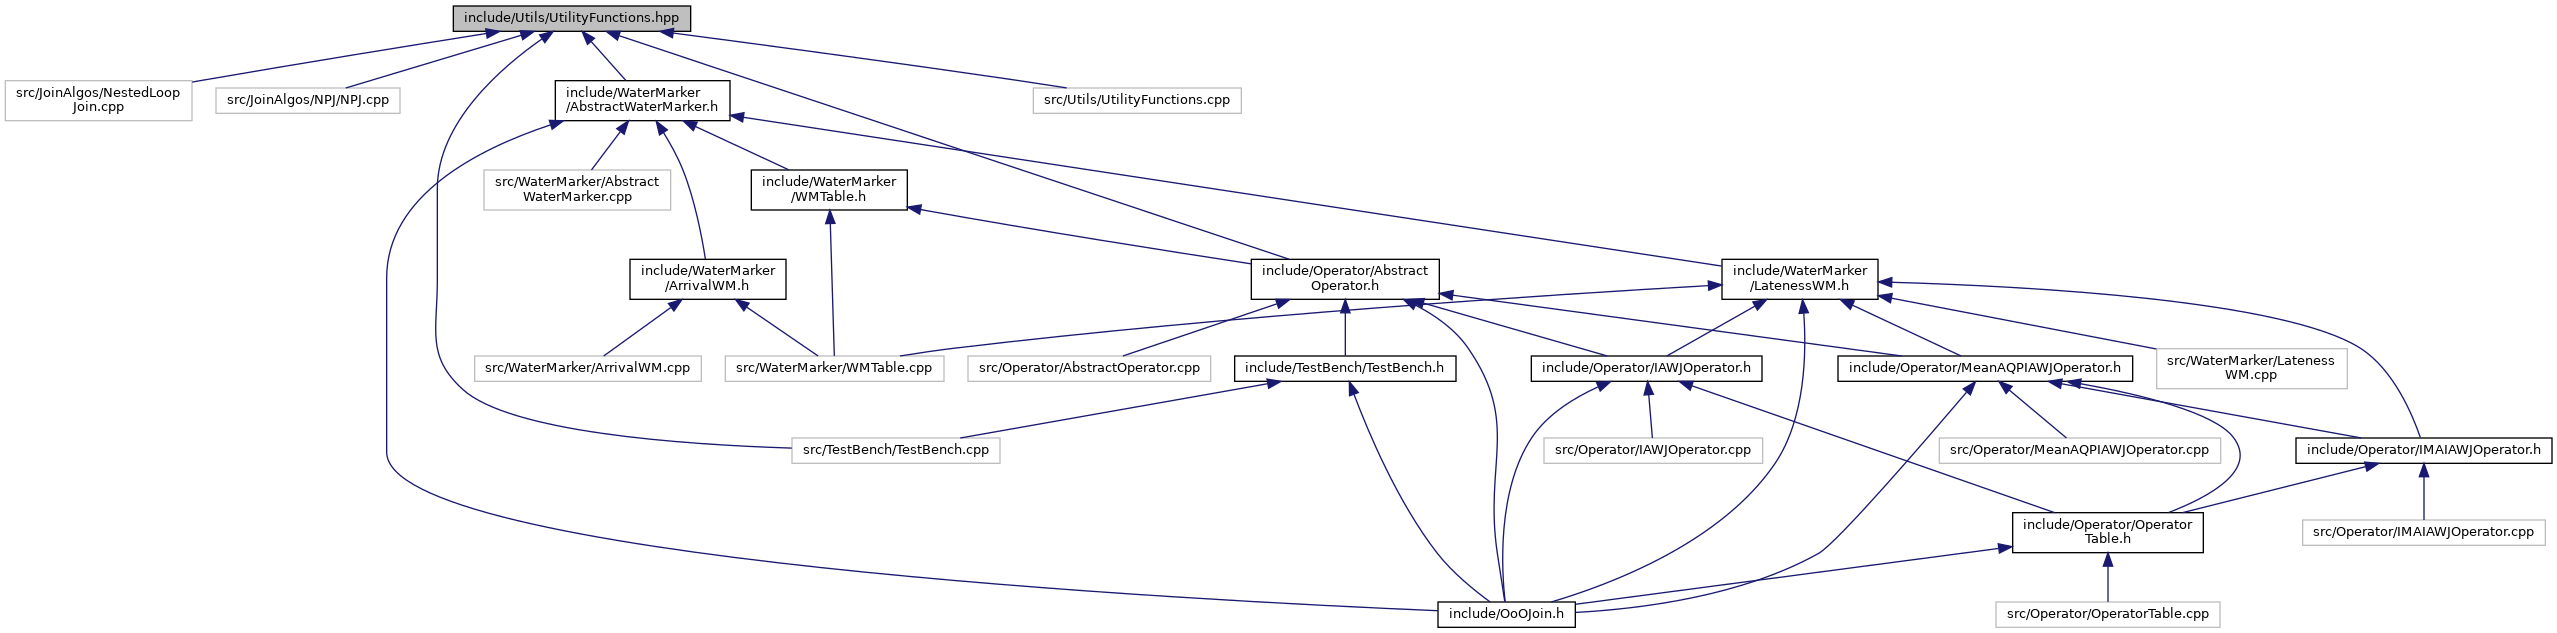 include/Utils/UtilityFunctions.hpp
src/JoinAlgos/NestedLoop
Join.cpp
src/JoinAlgos/NPJ/NPJ.cpp
include/WaterMarker
/AbstractWaterMarker.h
src/Utils/UtilityFunctions.cpp
src/WaterMarker/Abstract
WaterMarker.cpp
include/WaterMarker
/WMTable.h
include/WaterMarker
/ArrivalWM.h
include/Operator/Abstract
Operator.h
include/WaterMarker
/LatenessWM.h
src/WaterMarker/ArrivalWM.cpp
src/WaterMarker/WMTable.cpp
src/Operator/AbstractOperator.cpp
include/TestBench/TestBench.h
include/Operator/IAWJOperator.h
include/Operator/MeanAQPIAWJOperator.h
src/WaterMarker/Lateness
WM.cpp
src/TestBench/TestBench.cpp
src/Operator/IAWJOperator.cpp
src/Operator/MeanAQPIAWJOperator.cpp
include/Operator/IMAIAWJOperator.h
include/Operator/Operator
Table.h
src/Operator/IMAIAWJOperator.cpp
include/OoOJoin.h
src/Operator/OperatorTable.cpp